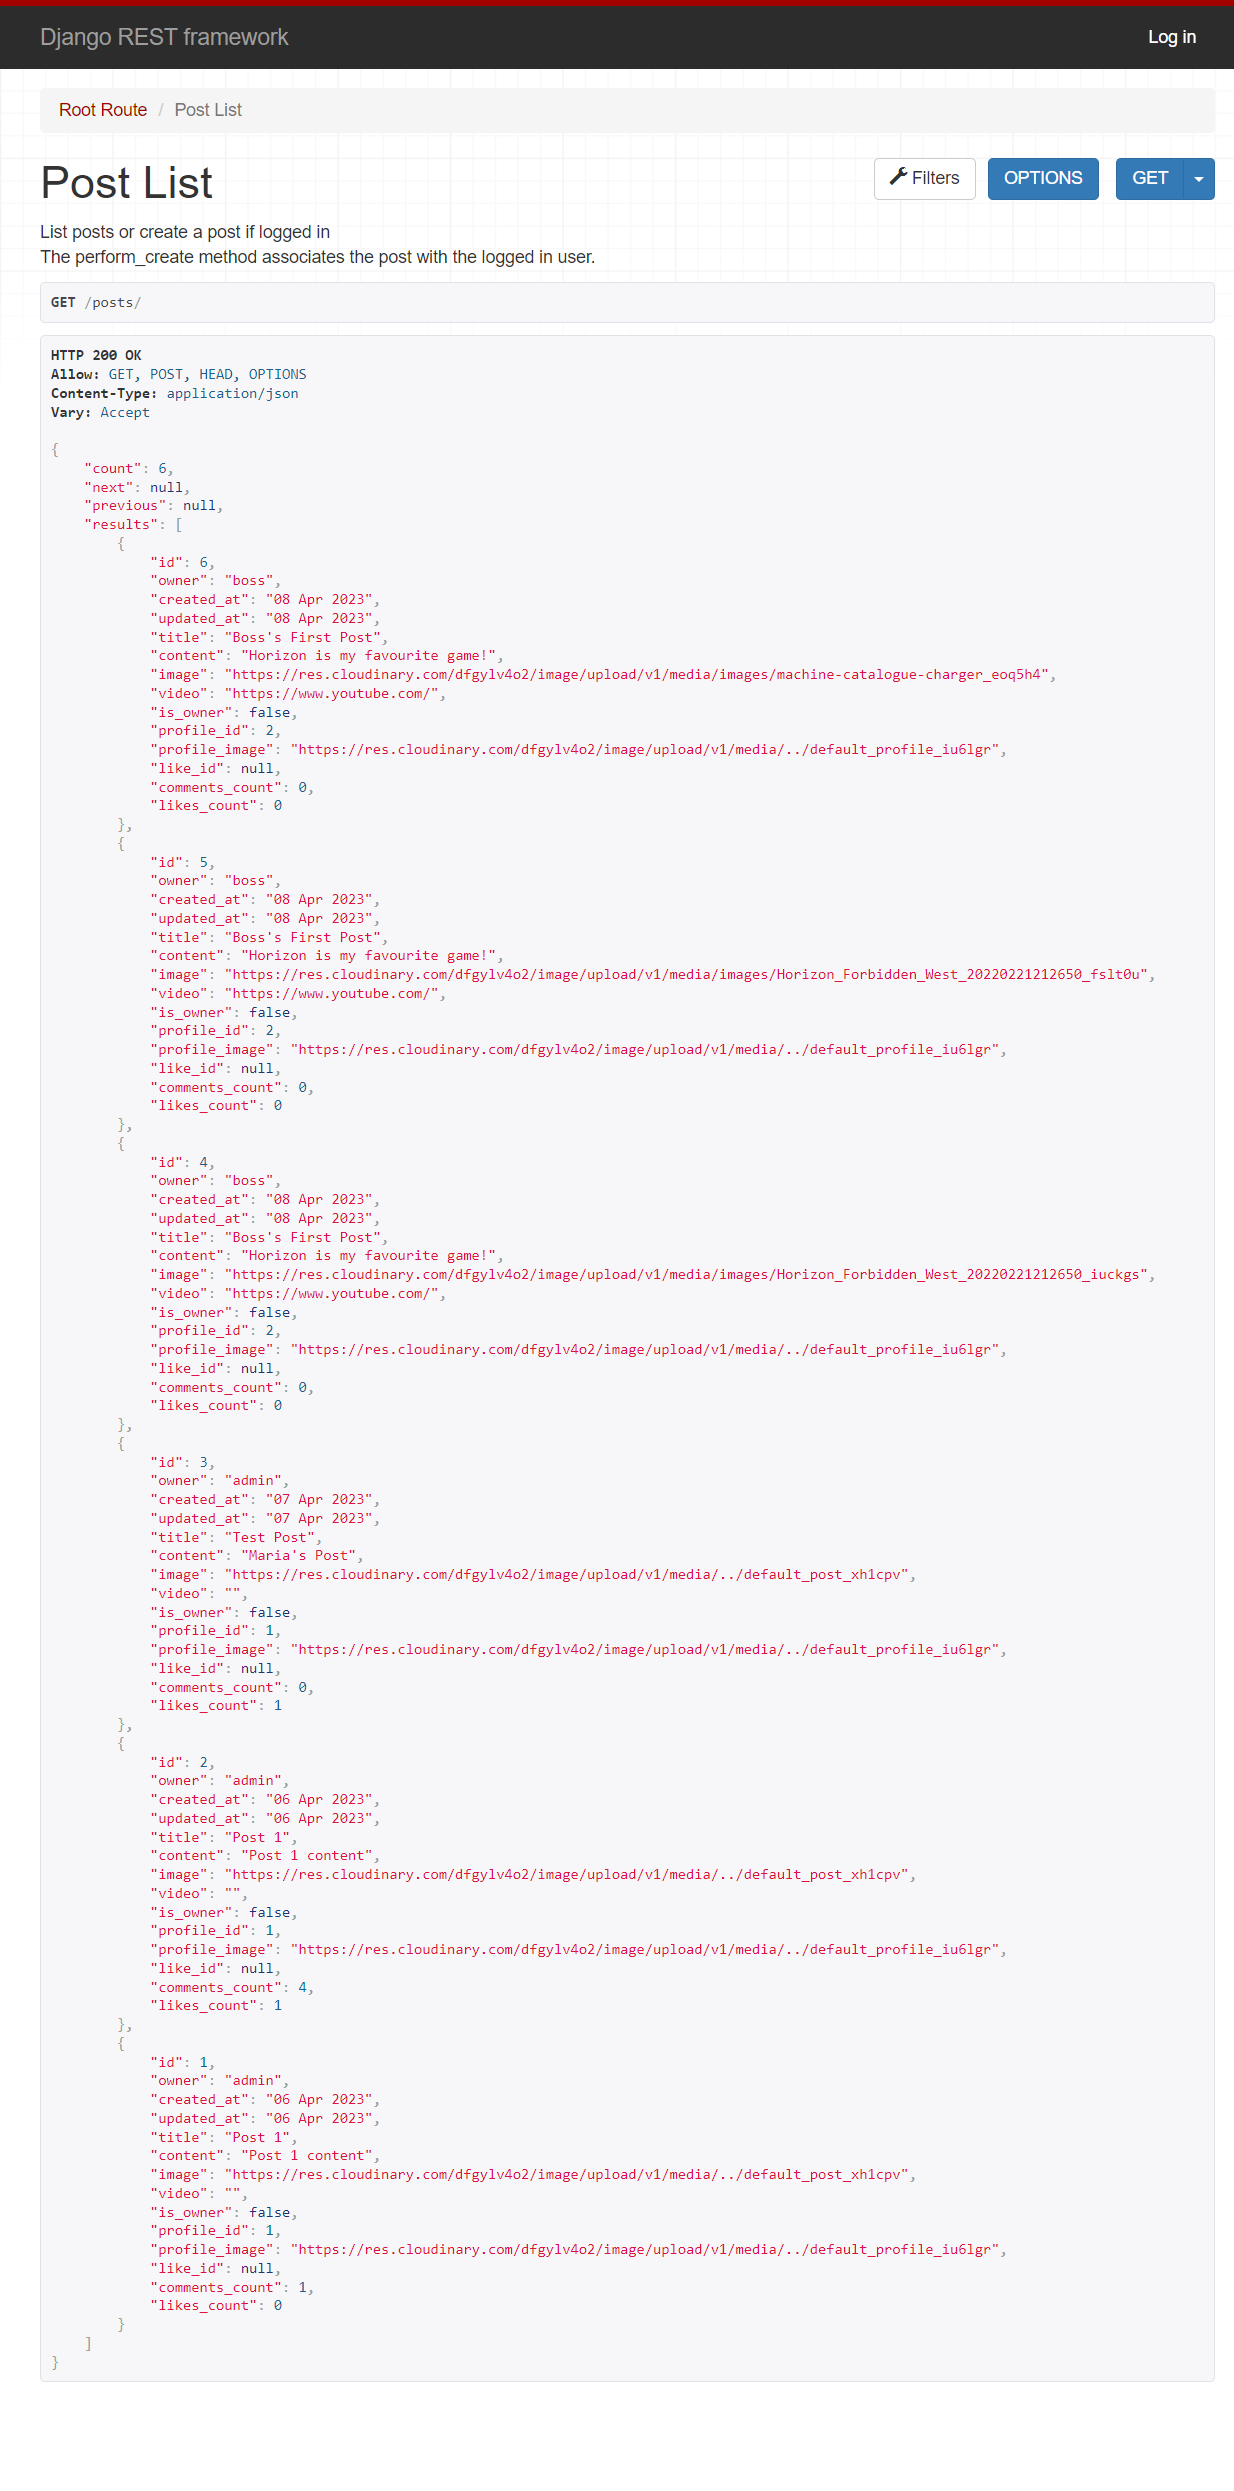 Django REST framework
Log in
Root Route / Post List
Post List
Filters
OPTIONS
GET
List posts or create a post if logged in
The perform_create method associates the post with the logged in user.
GET /posts/
HTTP 200 OK
Allow: GET, POST, HEAD, OPTIONS
Content-Type: application/json
Vary: Accept
{
    "count": 6,
    "next": null,
    "previous": null,
    "results": [
        {
            "id": 6,
            "owner": "boss",
            "created_at": "08 Apr 2023",
            "updated_at": "08 Apr 2023",
            "title": "Boss's First Post",
            "content": "Horizon is my favourite game!",
            "image": "https://res.cloudinary.com/dfgylv4o2/image/upload/v1/media/images/machine-catalogue-charger_eoq5h4",
            "video": "https://www.youtube.com/",
            "is_owner": false,
            "profile_id": 2,
            "profile_image": "https://res.cloudinary.com/dfgylv4o2/image/upload/v1/media/../default_profile_iu6lgr",
            "like_id": null,
            "comments_count": 0,
            "likes_count": 0
        },
        {
            "id": 5,
            "owner": "boss",
            "created_at": "08 Apr 2023",
            "updated_at": "08 Apr 2023",
            "title": "Boss's First Post",
            "content": "Horizon is my favourite game!",
            "image": "https://res.cloudinary.com/dfgylv4o2/image/upload/v1/media/images/Horizon_Forbidden_West_20220221212650_fslt0u",
            "video": "https://www.youtube.com/",
            "is_owner": false,
            "profile_id": 2,
            "profile_image": "https://res.cloudinary.com/dfgylv4o2/image/upload/v1/media/../default_profile_iu6lgr",
            "like_id": null,
            "comments_count": 0,
            "likes_count": 0
        },
        {
            "id": 4,
            "owner": "boss",
            "created_at": "08 Apr 2023",
            "updated_at": "08 Apr 2023",
            "title": "Boss's First Post",
            "content": "Horizon is my favourite game!",
            "image": "https://res.cloudinary.com/dfgylv4o2/image/upload/v1/media/images/Horizon_Forbidden_West_20220221212650_iuckgs",
            "video": "https://www.youtube.com/",
            "is_owner": false,
            "profile_id": 2,
            "profile_image": "https://res.cloudinary.com/dfgylv4o2/image/upload/v1/media/../default_profile_iu6lgr",
            "like_id": null,
            "comments_count": 0,
            "likes_count": 0
        },
        {
            "id": 3,
            "owner": "admin",
            "created_at": "07 Apr 2023",
            "updated_at": "07 Apr 2023",
            "title": "Test Post",
            "content": "Maria's Post",
            "image": "https://res.cloudinary.com/dfgylv4o2/image/upload/v1/media/../default_post_xh1cpv",
            "video": "",
            "is_owner": false,
            "profile_id": 1,
            "profile_image": "https://res.cloudinary.com/dfgylv4o2/image/upload/v1/media/../default_profile_iu6lgr",
            "like_id": null,
            "comments_count": 0,
            "likes_count": 1
        },
        {
            "id": 2,
            "owner": "admin",
            "created_at": "06 Apr 2023",
            "updated_at": "06 Apr 2023",
            "title": "Post 1",
            "content": "Post 1 content",
            "image": "https://res.cloudinary.com/dfgylv4o2/image/upload/v1/media/../default_post_xh1cpv",
            "video": "",
            "is_owner": false,
            "profile_id": 1,
            "profile_image": "https://res.cloudinary.com/dfgylv4o2/image/upload/v1/media/../default_profile_iu6lgr",
            "like_id": null,
            "comments_count": 4,
            "likes_count": 1
        },
        {
            "id": 1,
            "owner": "admin",
            "created_at": "06 Apr 2023",
            "updated_at": "06 Apr 2023",
            "title": "Post 1",
            "content": "Post 1 content",
            "image": "https://res.cloudinary.com/dfgylv4o2/image/upload/v1/media/../default_post_xh1cpv",
            "video": "",
            "is_owner": false,
            "profile_id": 1,
            "profile_image": "https://res.cloudinary.com/dfgylv4o2/image/upload/v1/media/../default_profile_iu6lgr",
            "like_id": null,
            "comments_count": 1,
            "likes_count": 0
        }
    ]
}